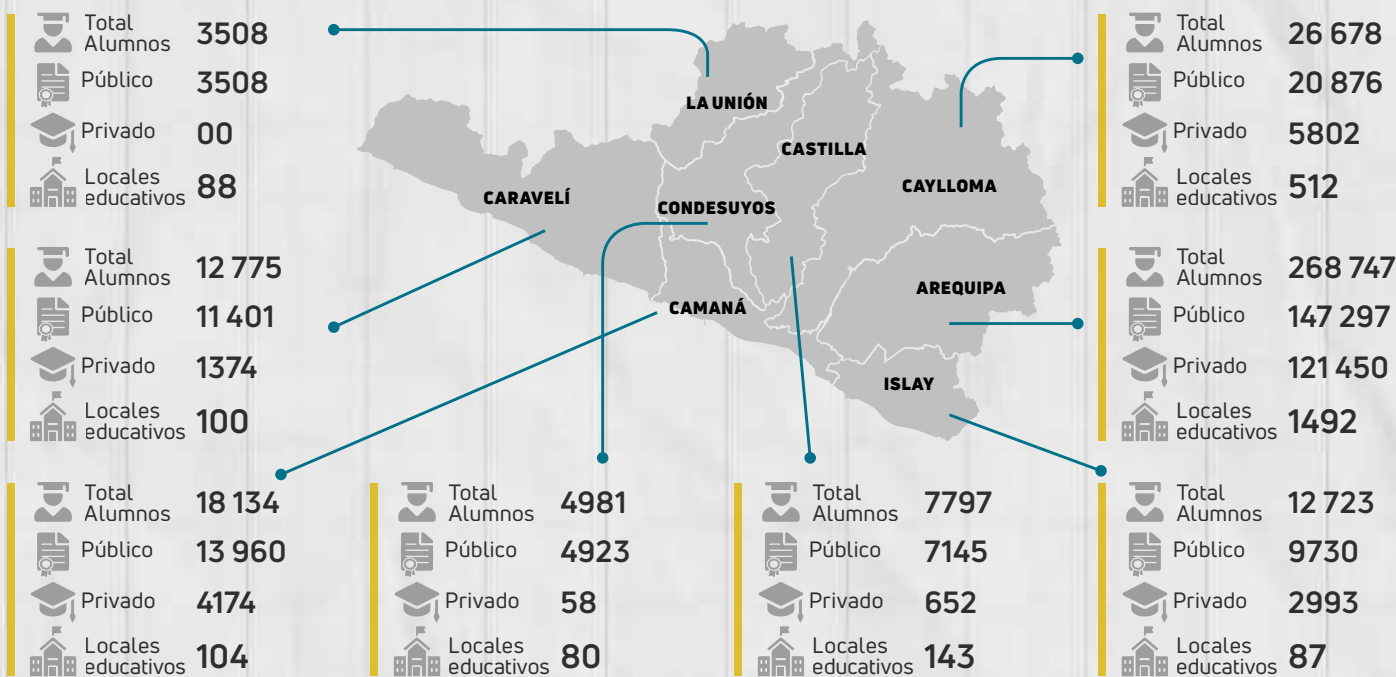 Total
Alumnos 3508
Público 3508
Privado 00
Locales
educativos 88
Total
Alumnos 12 775
Público 11 401
Privado 1374
Locales
educativos 100
Total
Alumnos 18 134
Público 13 960
Privado 4174
Locales
educativos 104
Total
Alumnos 4981
Público 4923
Privado 58
Locales
educativos 80
Total
Alumnos 7797
Público 7145
Privado 652
Locales
educativos 143
LA UNIÓN
CASTILLA
CAYLLOMA
CARAVELÍ
CONDESUYOS
AREQUIPA
CAMANÁ
ISLAY
Total
Alumnos 26 678
Público 20 876
Privado 5802
Locales
educativos 512
Total
Alumnos 268 747
Público 147 297
Privado 121 450
Locales
educativos 1492
Total
Alumnos 12 723
Público 9730
Privado 2993
Locales
educativos 87